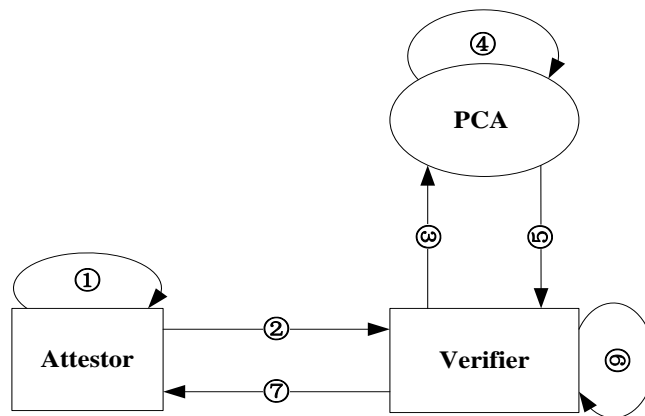 ④
PCA
③
⑤
①
②
Attestor
Verifier
⑥
⑦